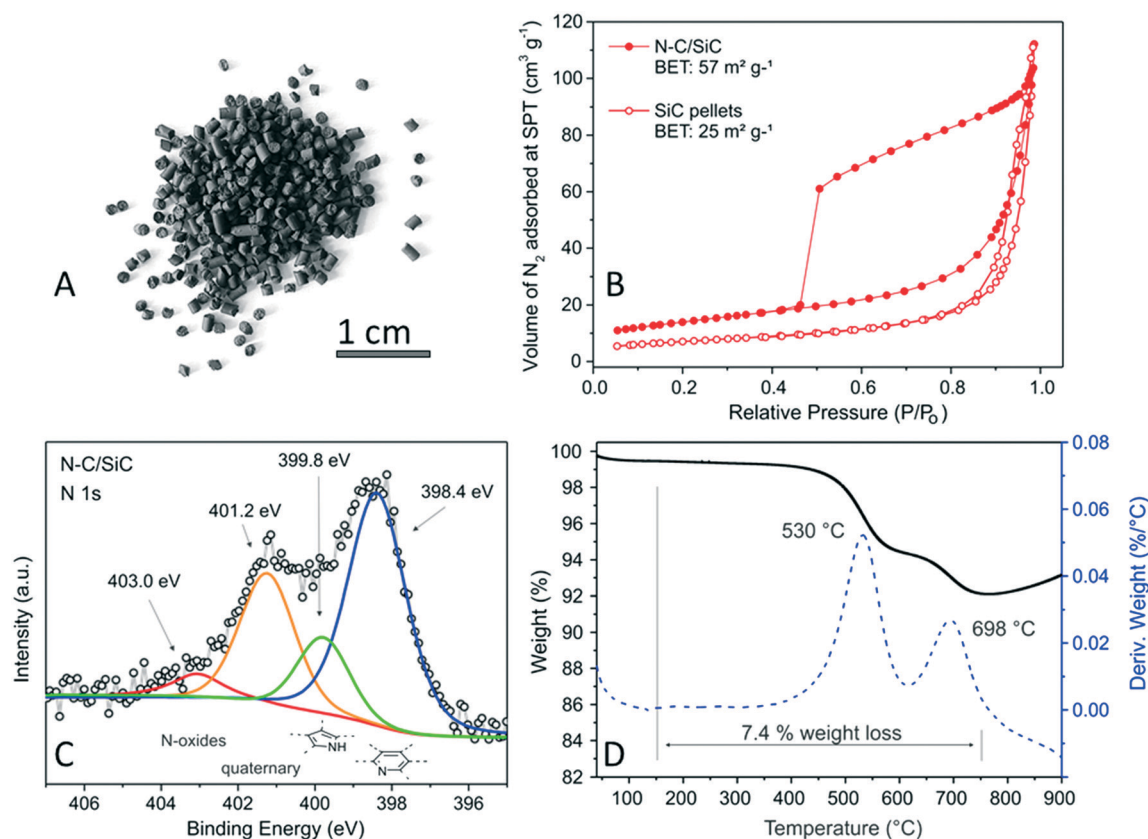 A
1 cm
B
N-C/SiC
BET: 57 m² g-¹
SiC pellets
BET: 25 m² g-¹
Volume of N₂ adsorbed at SPT (cm³ g⁻¹)
120
100
80
60
40
20
0
0.0 0.2 0.4 0.6 0.8 1.0
Relative Pressure (P/P₀)
C
N-C/SiC
N 1s
399.8 eV
401.2 eV
398.4 eV
403.0 eV
Intensity (a.u.)
N-oxides
quaternary
NH
N
406 404 402 400 398 396
Binding Energy (eV)
D
Weight (%)
100
98
96
94
92
90
88
86
84
82
530 °C
698 °C
7.4 % weight loss
0.08
0.06
0.04
0.02
0.00
Deriv. Weight (%/°C)
100 200 300 400 500 600 700 800 900
Temperature (°C)